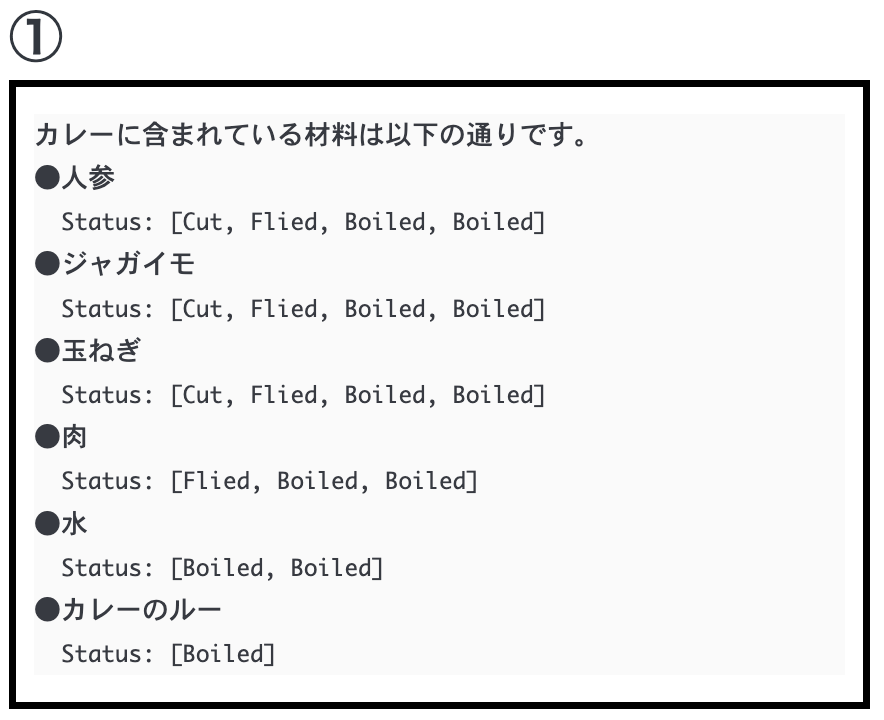 ①
カレーに含まれている材料は以下の通りです。
●人参
Status: [Cut, Flied, Boiled, Boiled]
●ジャガイモ
Status: [Cut, Flied, Boiled, Boiled]
●玉ねぎ
Status: [Cut, Flied, Boiled, Boiled]
●肉
Status: [Flied, Boiled, Boiled]
●水
Status: [Boiled, Boiled]
●カレーのルー
Status: [Boiled]